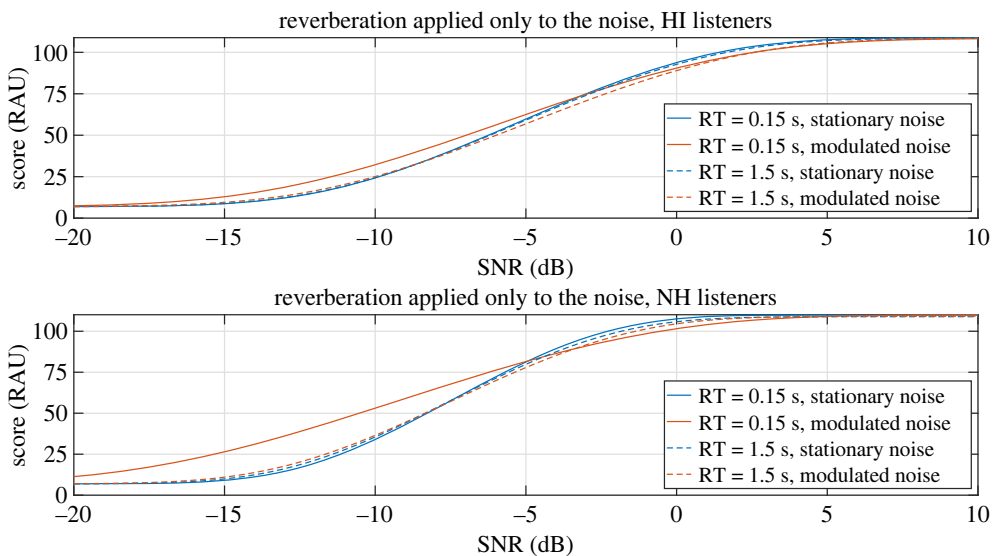 reverberation applied only to the noise, HI listeners
score (RAU)
100
75
50
25
0
RT = 0.15 s, stationary noise
RT = 0.15 s, modulated noise
RT = 1.5 s, stationary noise
RT = 1.5 s, modulated noise
–20 –15 –10 –5 0 5 10
SNR (dB)
reverberation applied only to the noise, NH listeners
score (RAU)
100
75
50
25
0
RT = 0.15 s, stationary noise
RT = 0.15 s, modulated noise
RT = 1.5 s, stationary noise
RT = 1.5 s, modulated noise
–20 –15 –10 –5 0 5 10
SNR (dB)